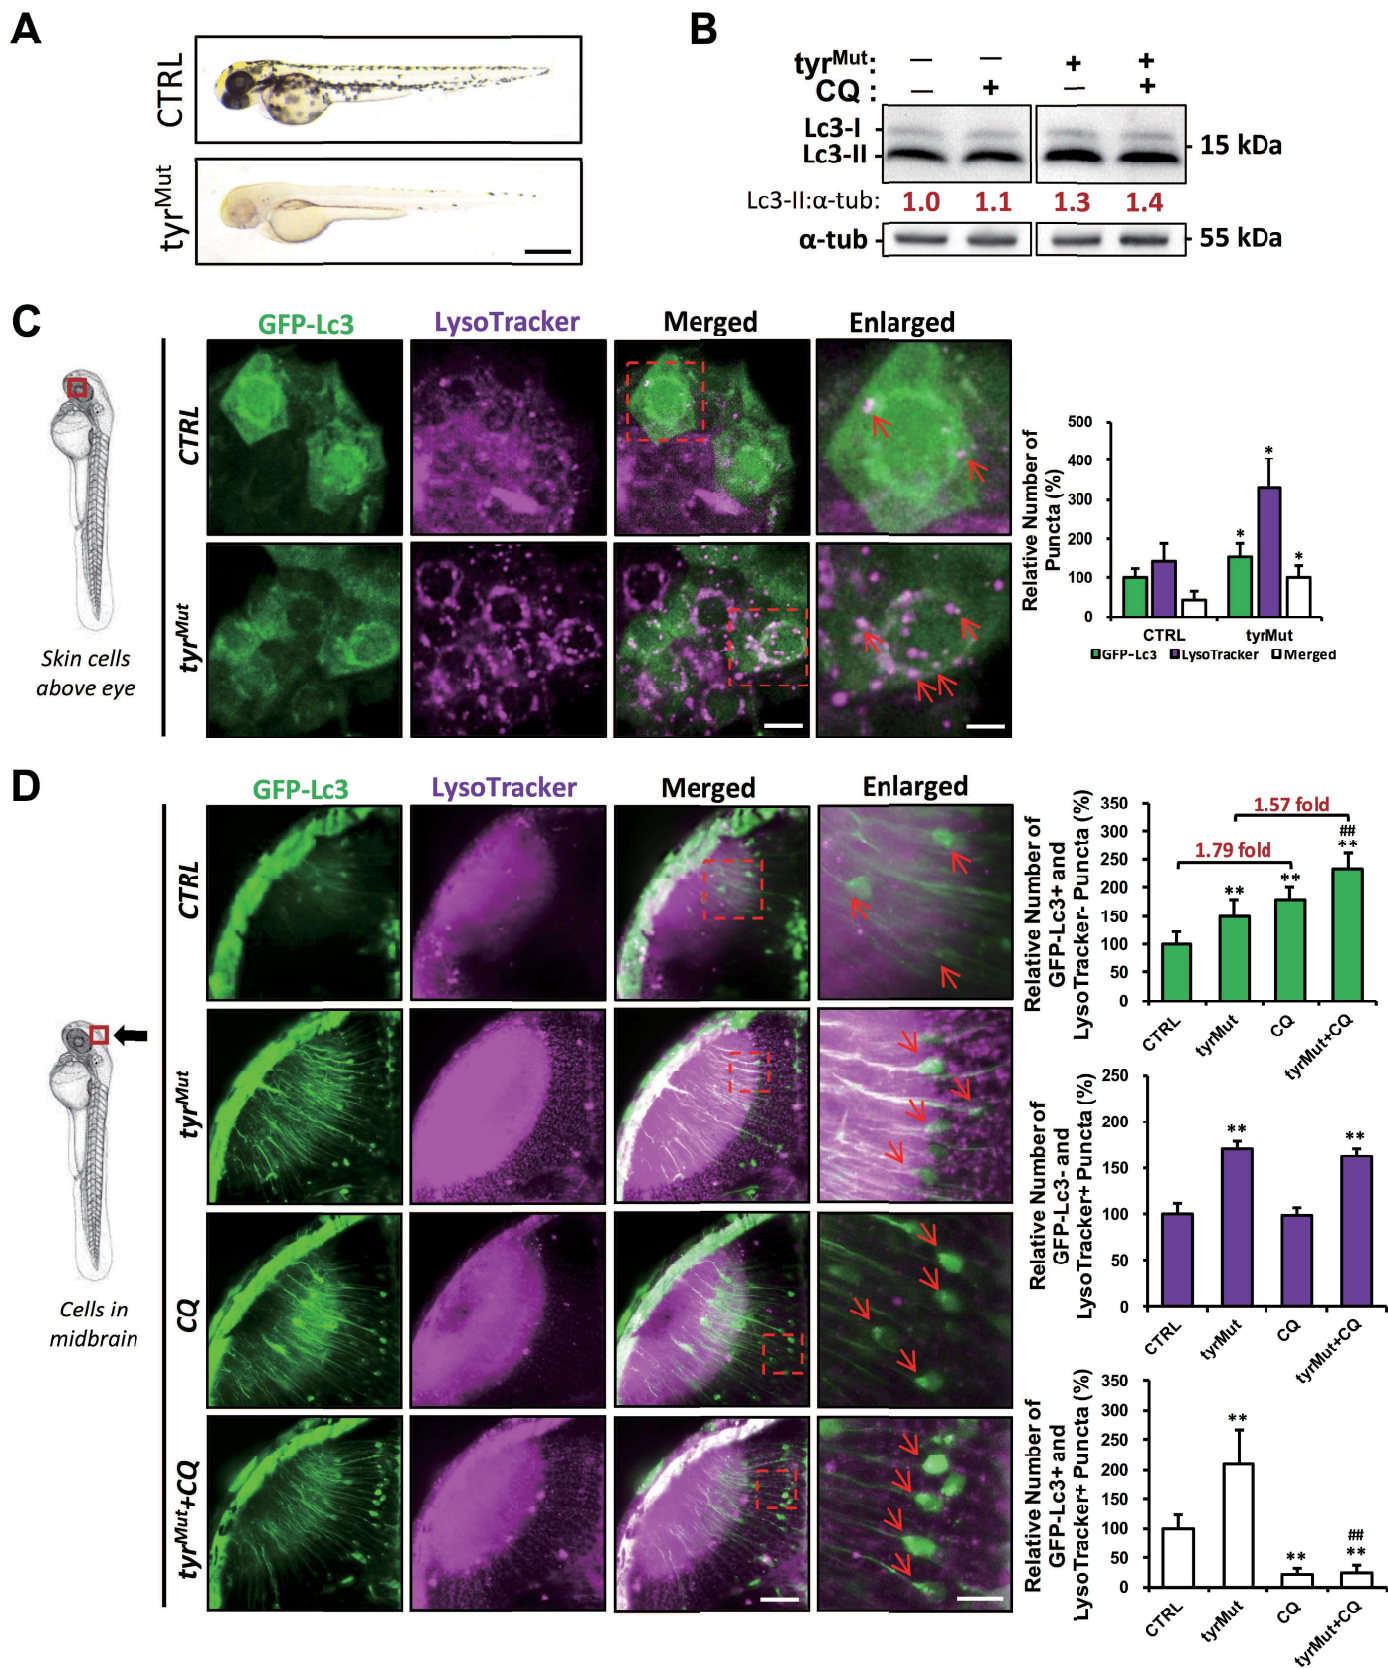 A
CTRL
tyrMut
B
tyrMut: — — + +
CQ : — + — +
Lc3-I
Lc3-II
15 kDa
Lc3-II:α-tub: 1.0 1.1 1.3 1.4
α-tub
55 kDa
C
GFP-Lc3 LysoTracker Merged Enlarged
CTRL
tyrMut
Skin cells
above eye
Relative Number of
Puncta (%)
500
400
300
200
100
0
* * *
CTRL tyrMut
GFP-Lc3 LysoTracker Merged
D
GFP-Lc3 LysoTracker Merged Enlarged
CTRL
tyrMut
CQ
tyrMut+CQ
Cells in
midbrain
Relative Number of
GFP-Lc3+ and
LysoTracker- Puncta (%)
350
300
250
200
150
100
50
0
1.57 fold
1.79 fold
##
** ** **
CTRL tyrMut CQ tyrMut+CQ
Relative Number of
GFP-Lc3- and
LysoTracker+ Puncta (%)
250
200
150
100
50
0
** **
CTRL tyrMut CQ tyrMut+CQ
Relative Number of
GFP-Lc3+ and
LysoTracker+ Puncta (%)
350
300
250
200
150
100
50
0
##
** ** **
CTRL tyrMut CQ tyrMut+CQ